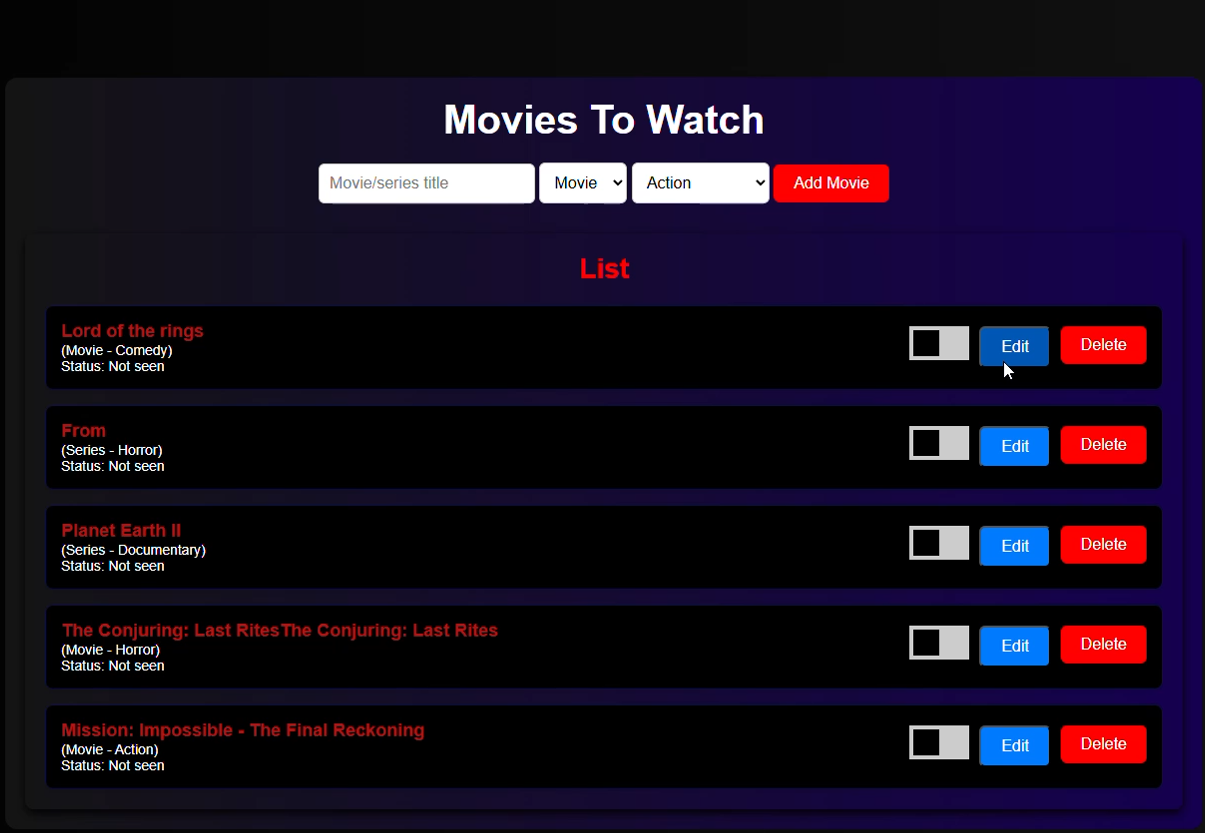 Movies To Watch
Movie/series title Movie Action Add Movie
List
Lord of the rings
(Movie - Comedy)
Status: Not seen
Edit Delete
From
(Series - Horror)
Status: Not seen
Edit Delete
Planet Earth II
(Series - Documentary)
Status: Not seen
Edit Delete
The Conjuring: Last RitesThe Conjuring: Last Rites
(Movie - Horror)
Status: Not seen
Edit Delete
Mission: Impossible - The Final Reckoning
(Movie - Action)
Status: Not seen
Edit Delete